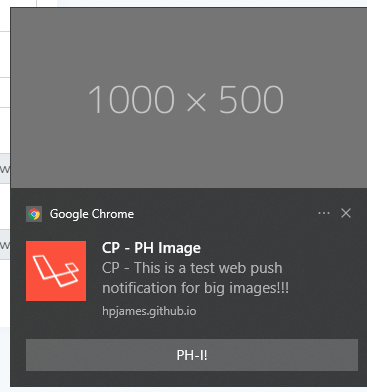 1000 × 500
Google Chrome
CP - PH Image
CP - This is a test web push
notification for big images!!!
hpjames.github.io
PH-I!
w
w